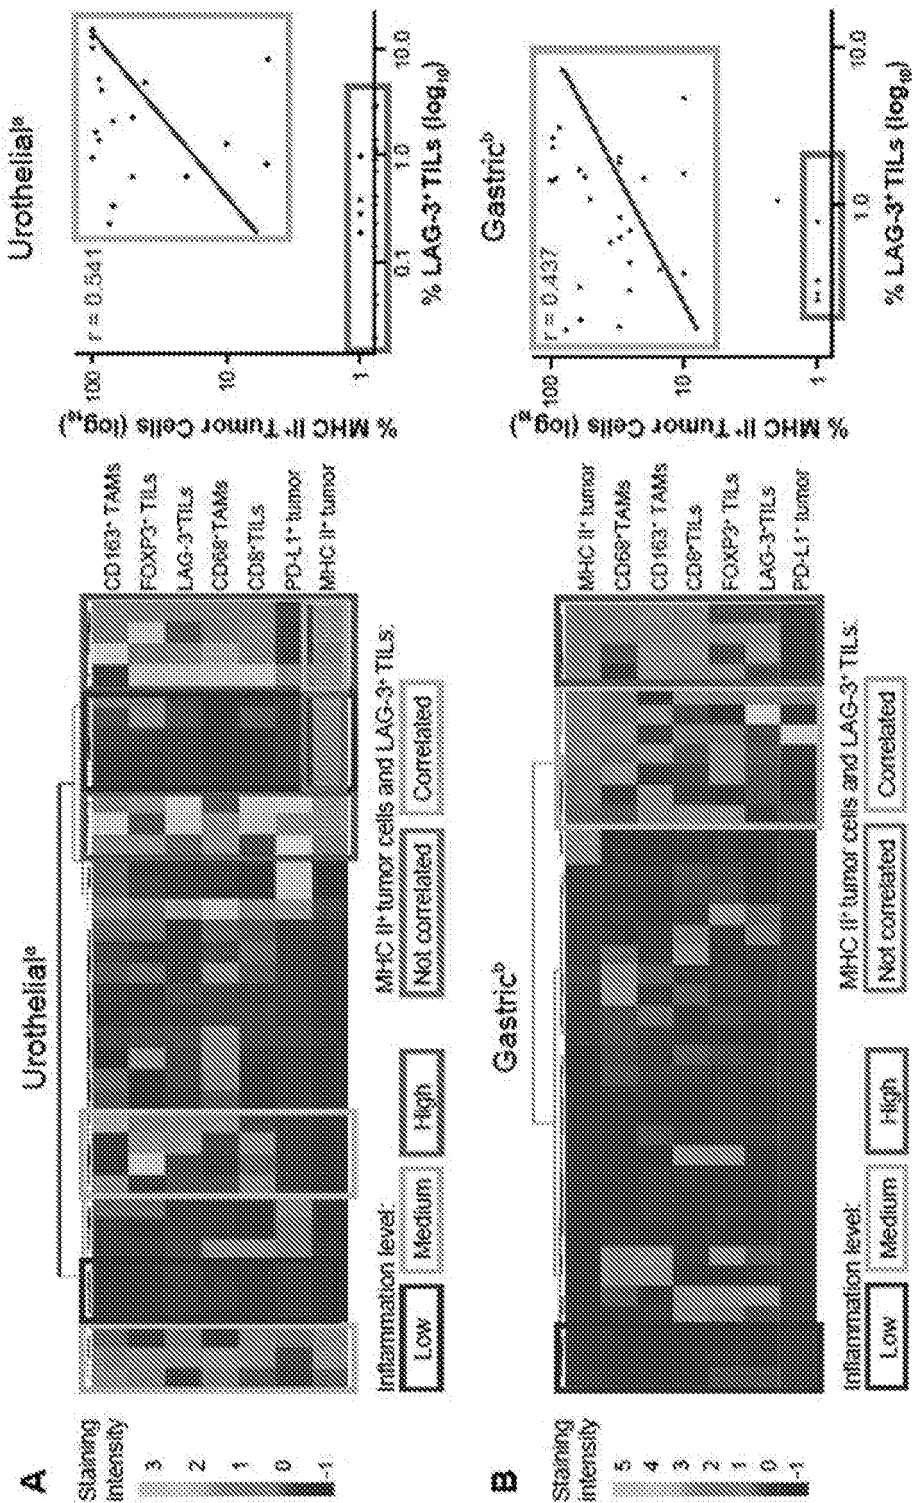 A
Urothelialª
Staining
intensity
3
2
1
0
-1
CD163⁺ TAMs
FOXP3⁺ TILs
LAG-3⁺TILs
CD68⁺TAMs
CD8⁺TILs
PD-L1⁺ tumor
MHC II⁺ tumor
Inflammation level:
Low
Medium
High
MHC II⁺ tumor cells and LAG-3⁺ TILs:
Not correlated
Correlated
Urothelialª
r = 0.541
% MHC II⁺ Tumor Cells (log₁₀)
100
10
1
0.1
1.0
10.0
% LAG-3⁺ TILs (log₁₀)
B
Gastricᵇ
Staining
intensity
5
4
3
2
1
0
-1
MHC II⁺ tumor
CD68⁺TAMs
CD163⁺ TAMs
CD8⁺TILs
FOXP3⁺ TILs
LAG-3⁺TILs
PD-L1⁺ tumor
Inflammation level:
Low
Medium
High
MHC II⁺ tumor cells and LAG-3⁺ TILs:
Not correlated
Correlated
Gastricᵇ
r = 0.437
% MHC II⁺ Tumor Cells (log₁₀)
100
10
1
1.0
10.0
% LAG-3⁺ TILs (log₁₀)